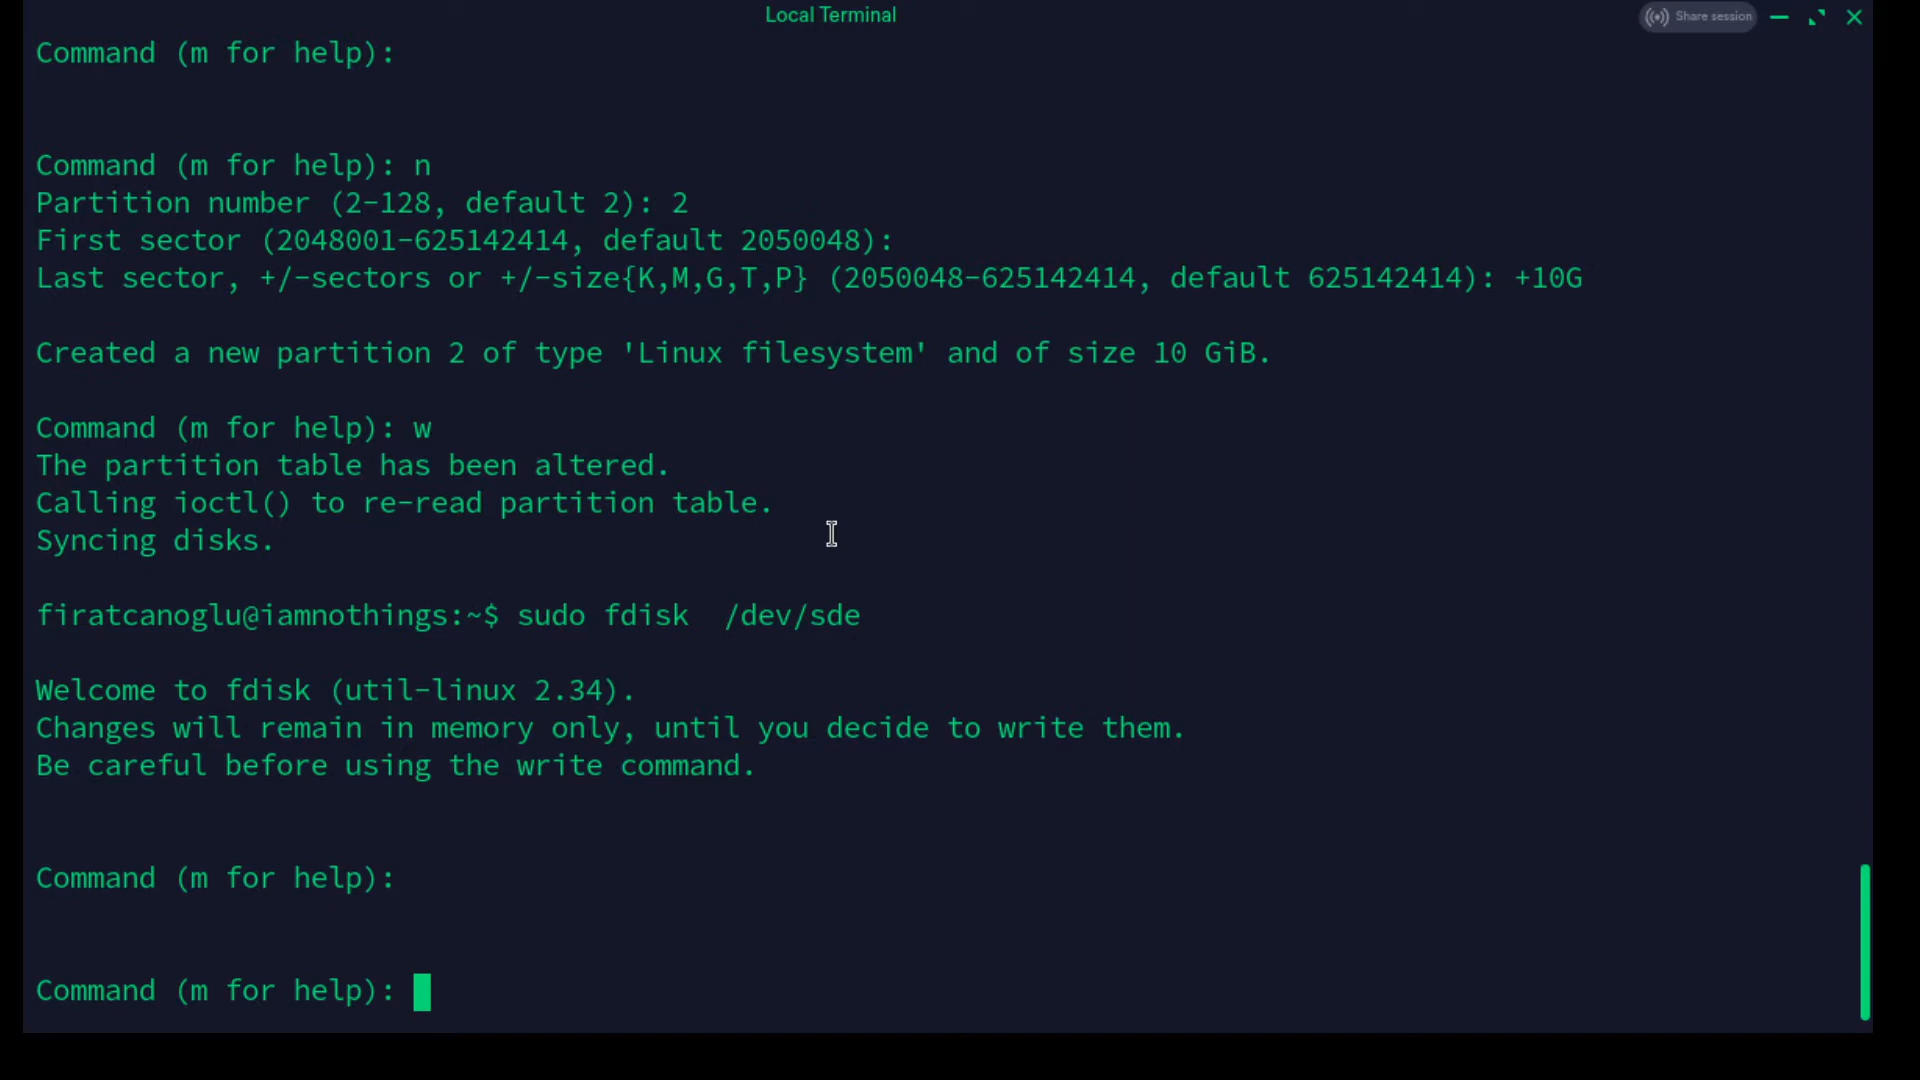 Local Terminal
Share session
Command (m for help):
Command (m for help): n
Partition number (2-128, default 2): 2
First sector (2048001-625142414, default 2050048):
Last sector, +/-sectors or +/-size{K,M,G,T,P} (2050048-625142414, default 625142414): +10G
Created a new partition 2 of type 'Linux filesystem' and of size 10 GiB.
Command (m for help): w
The partition table has been altered.
Calling ioctl() to re-read partition table.
Syncing disks.
firatcanoglu@iamnothings:~$ sudo fdisk  /dev/sde
Welcome to fdisk (util-linux 2.34).
Changes will remain in memory only, until you decide to write them.
Be careful before using the write command.
Command (m for help):
Command (m for help):